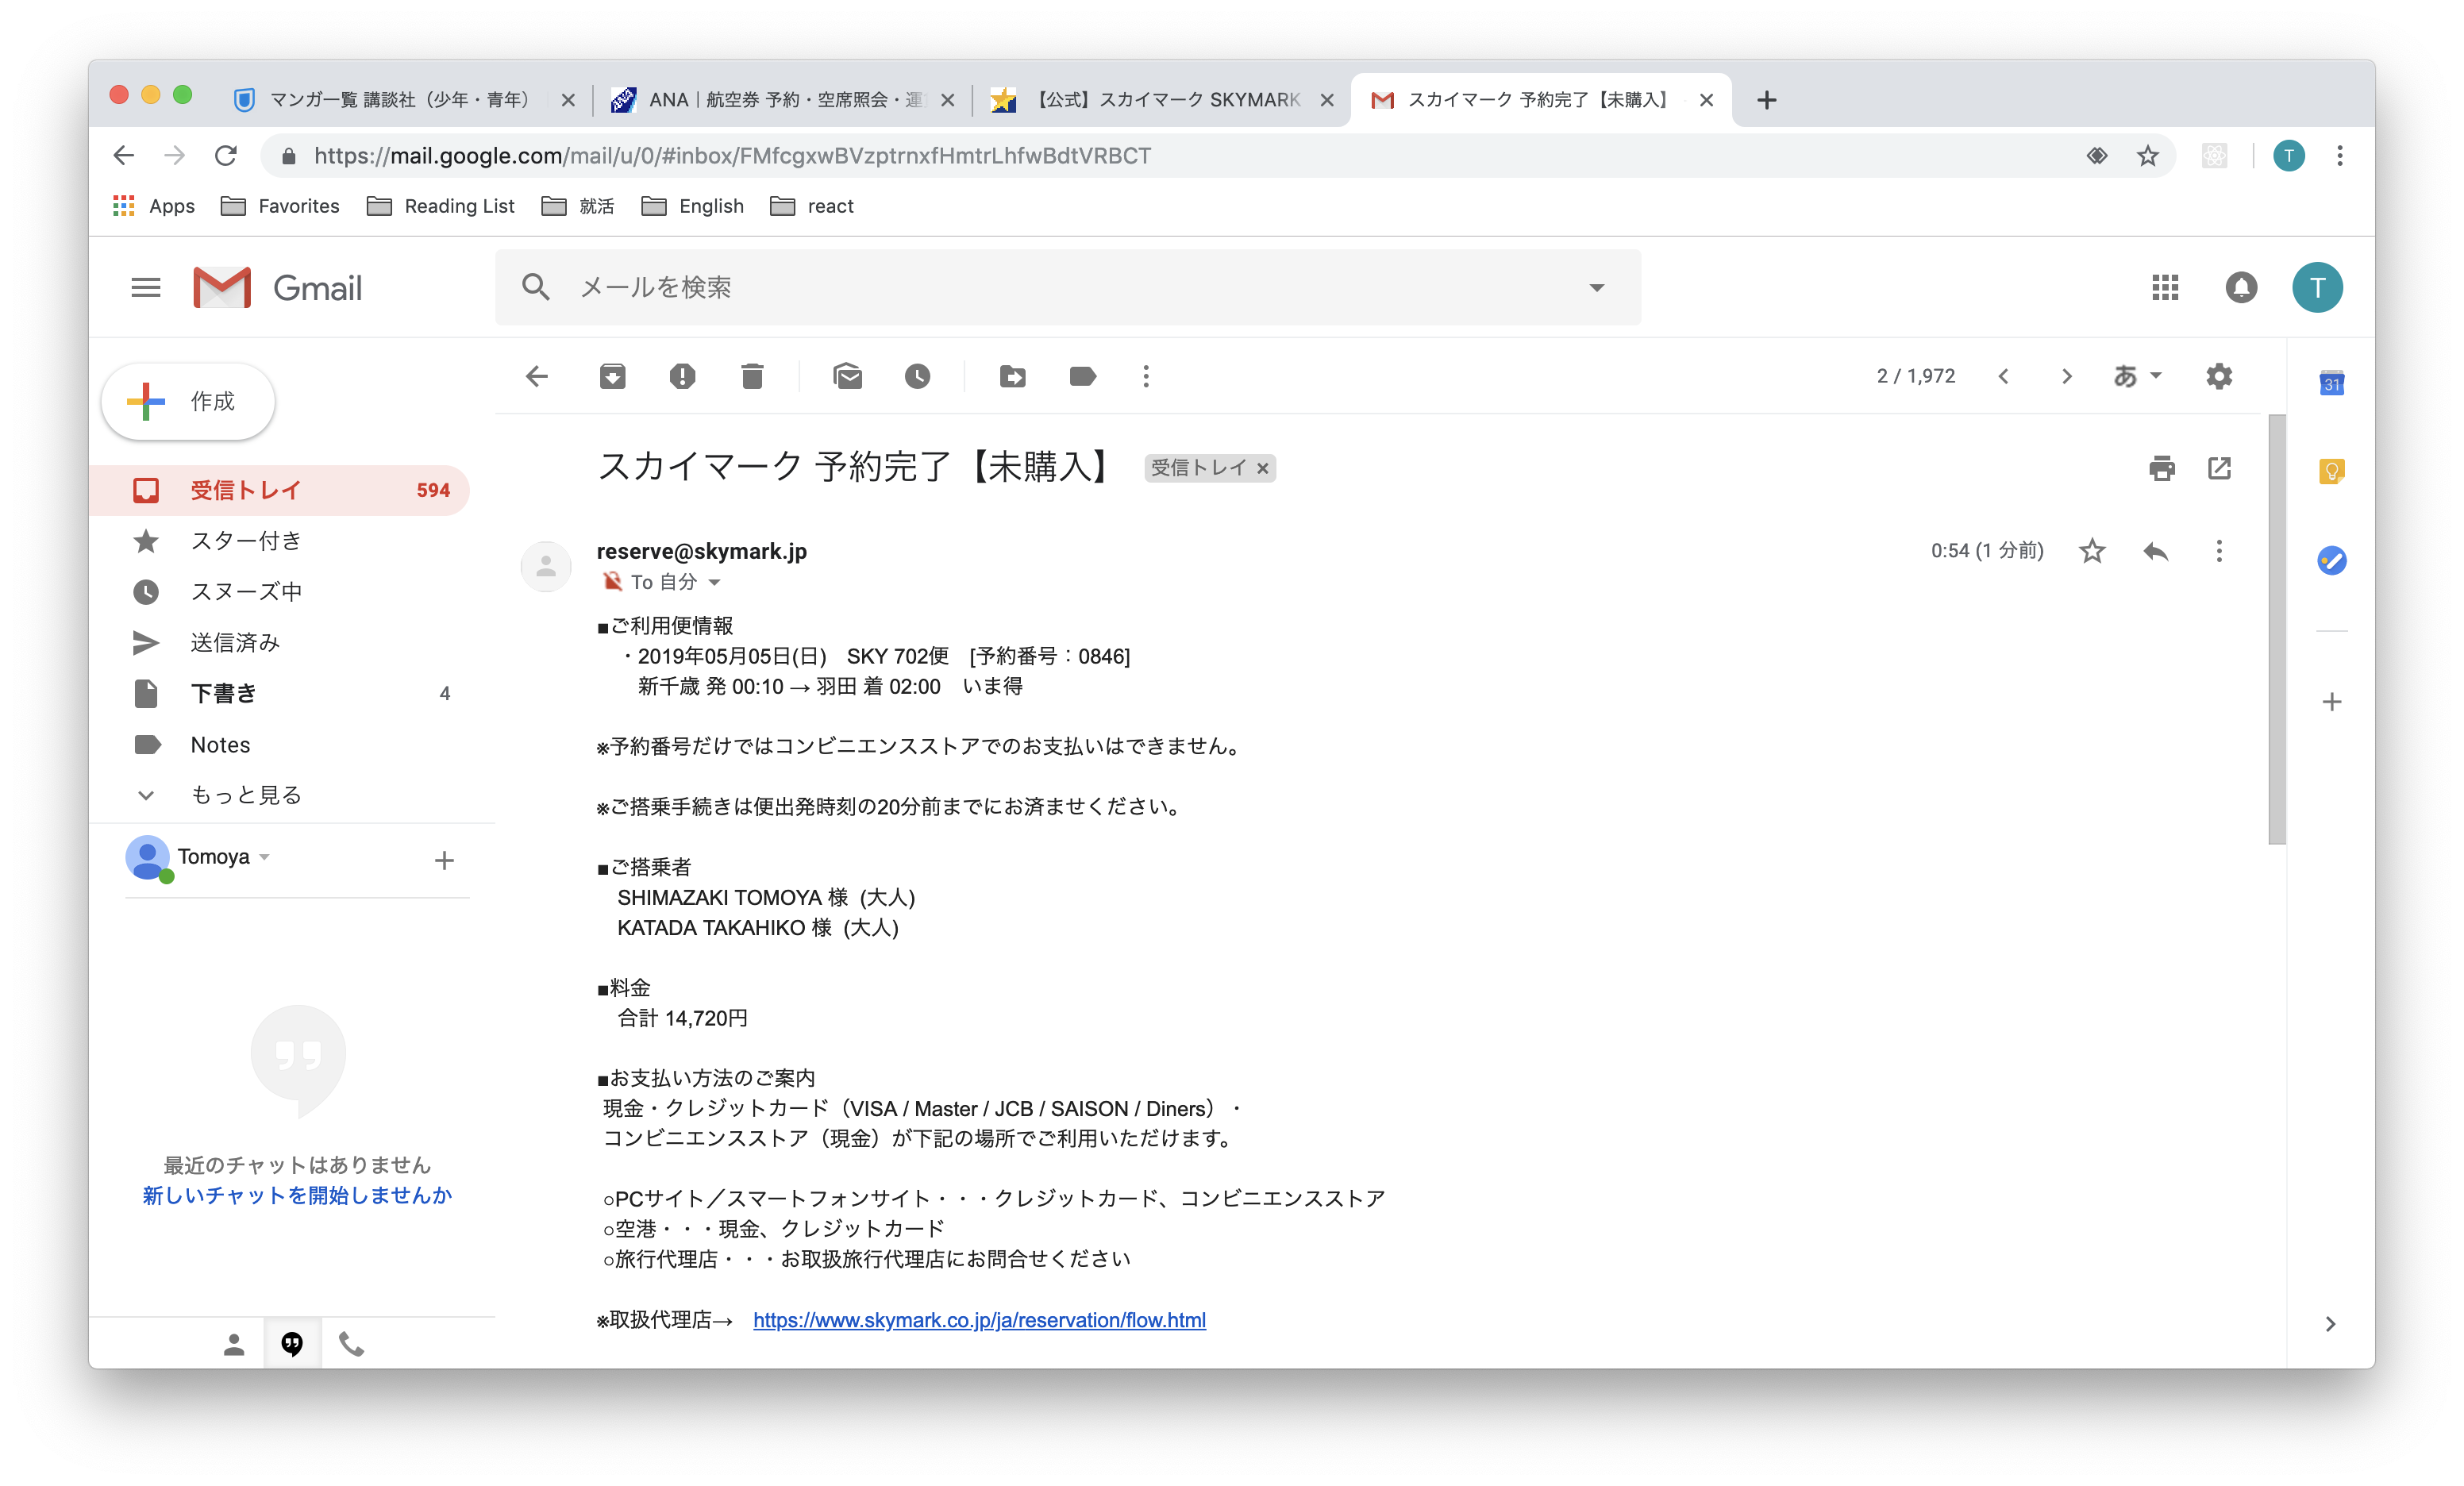 マンガ一覧 講談社（少年・青年）
ANA｜航空券 予約・空席照会・運
【公式】スカイマーク SKYMARK
スカイマーク 予約完了【未購入】
https://mail.google.com/mail/u/0/#inbox/FMfcgxwBVzptrnxfHmtrLhfwBdtVRBCT
T
Apps
Favorites
Reading List
就活
English
react
Gmail
メールを検索
T
作成
2 / 1,972
あ
31
受信トレイ
594
スター付き
スヌーズ中
送信済み
下書き
4
Notes
もっと見る
Tomoya
最近のチャットはありません
新しいチャットを開始しませんか
スカイマーク 予約完了【未購入】
受信トレイ
reserve@skymark.jp
0:54 (1 分前)
To 自分
■ご利用便情報
・2019年05月05日(日)　SKY 702便　[予約番号：0846]
新千歳 発 00:10 → 羽田 着 02:00　いま得
※予約番号だけではコンビニエンスストアでのお支払いはできません。
※ご搭乗手続きは便出発時刻の20分前までにお済ませください。
■ご搭乗者
SHIMAZAKI TOMOYA 様  (大人)
KATADA TAKAHIKO 様  (大人)
■料金
合計 14,720円
■お支払い方法のご案内
現金・クレジットカード（VISA / Master / JCB / SAISON / Diners）・
コンビニエンスストア（現金）が下記の場所でご利用いただけます。
○PCサイト／スマートフォンサイト・・・クレジットカード、コンビニエンスストア
○空港・・・現金、クレジットカード
○旅行代理店・・・お取扱旅行代理店にお問合せください
※取扱代理店→　https://www.skymark.co.jp/ja/reservation/flow.html